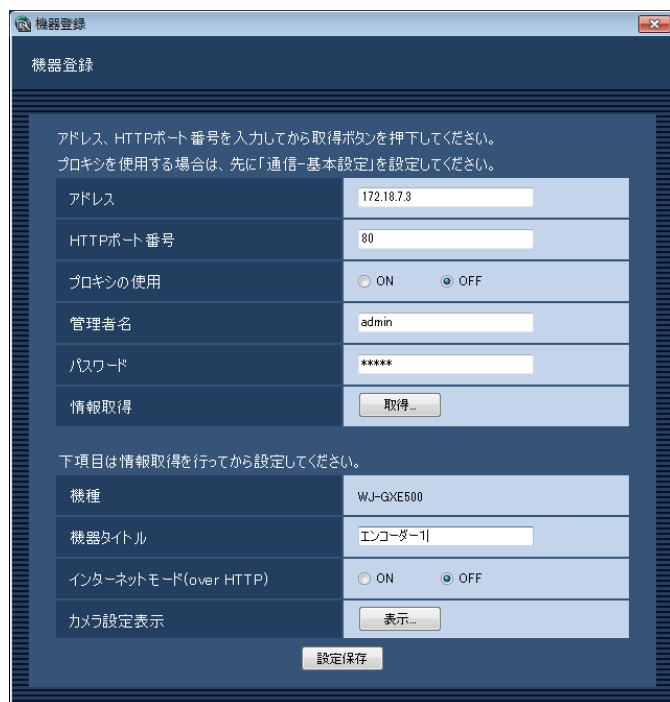 機器登録
機器登録
アドレス、HTTPポート番号を入力してから取得ボタンを押下してください。
プロキシを使用する場合は、先に「通信-基本設定」を設定してください。
アドレス 172.18.7.3
HTTPポート番号 80
プロキシの使用 ON OFF
管理者名 admin
パスワード *****
情報取得 取得...
下項目は情報取得を行ってから設定してください。
機種 WJ-GXE500
機器タイトル エンコーダー1
インターネットモード(over HTTP) ON OFF
カメラ設定表示 表示...
設定保存